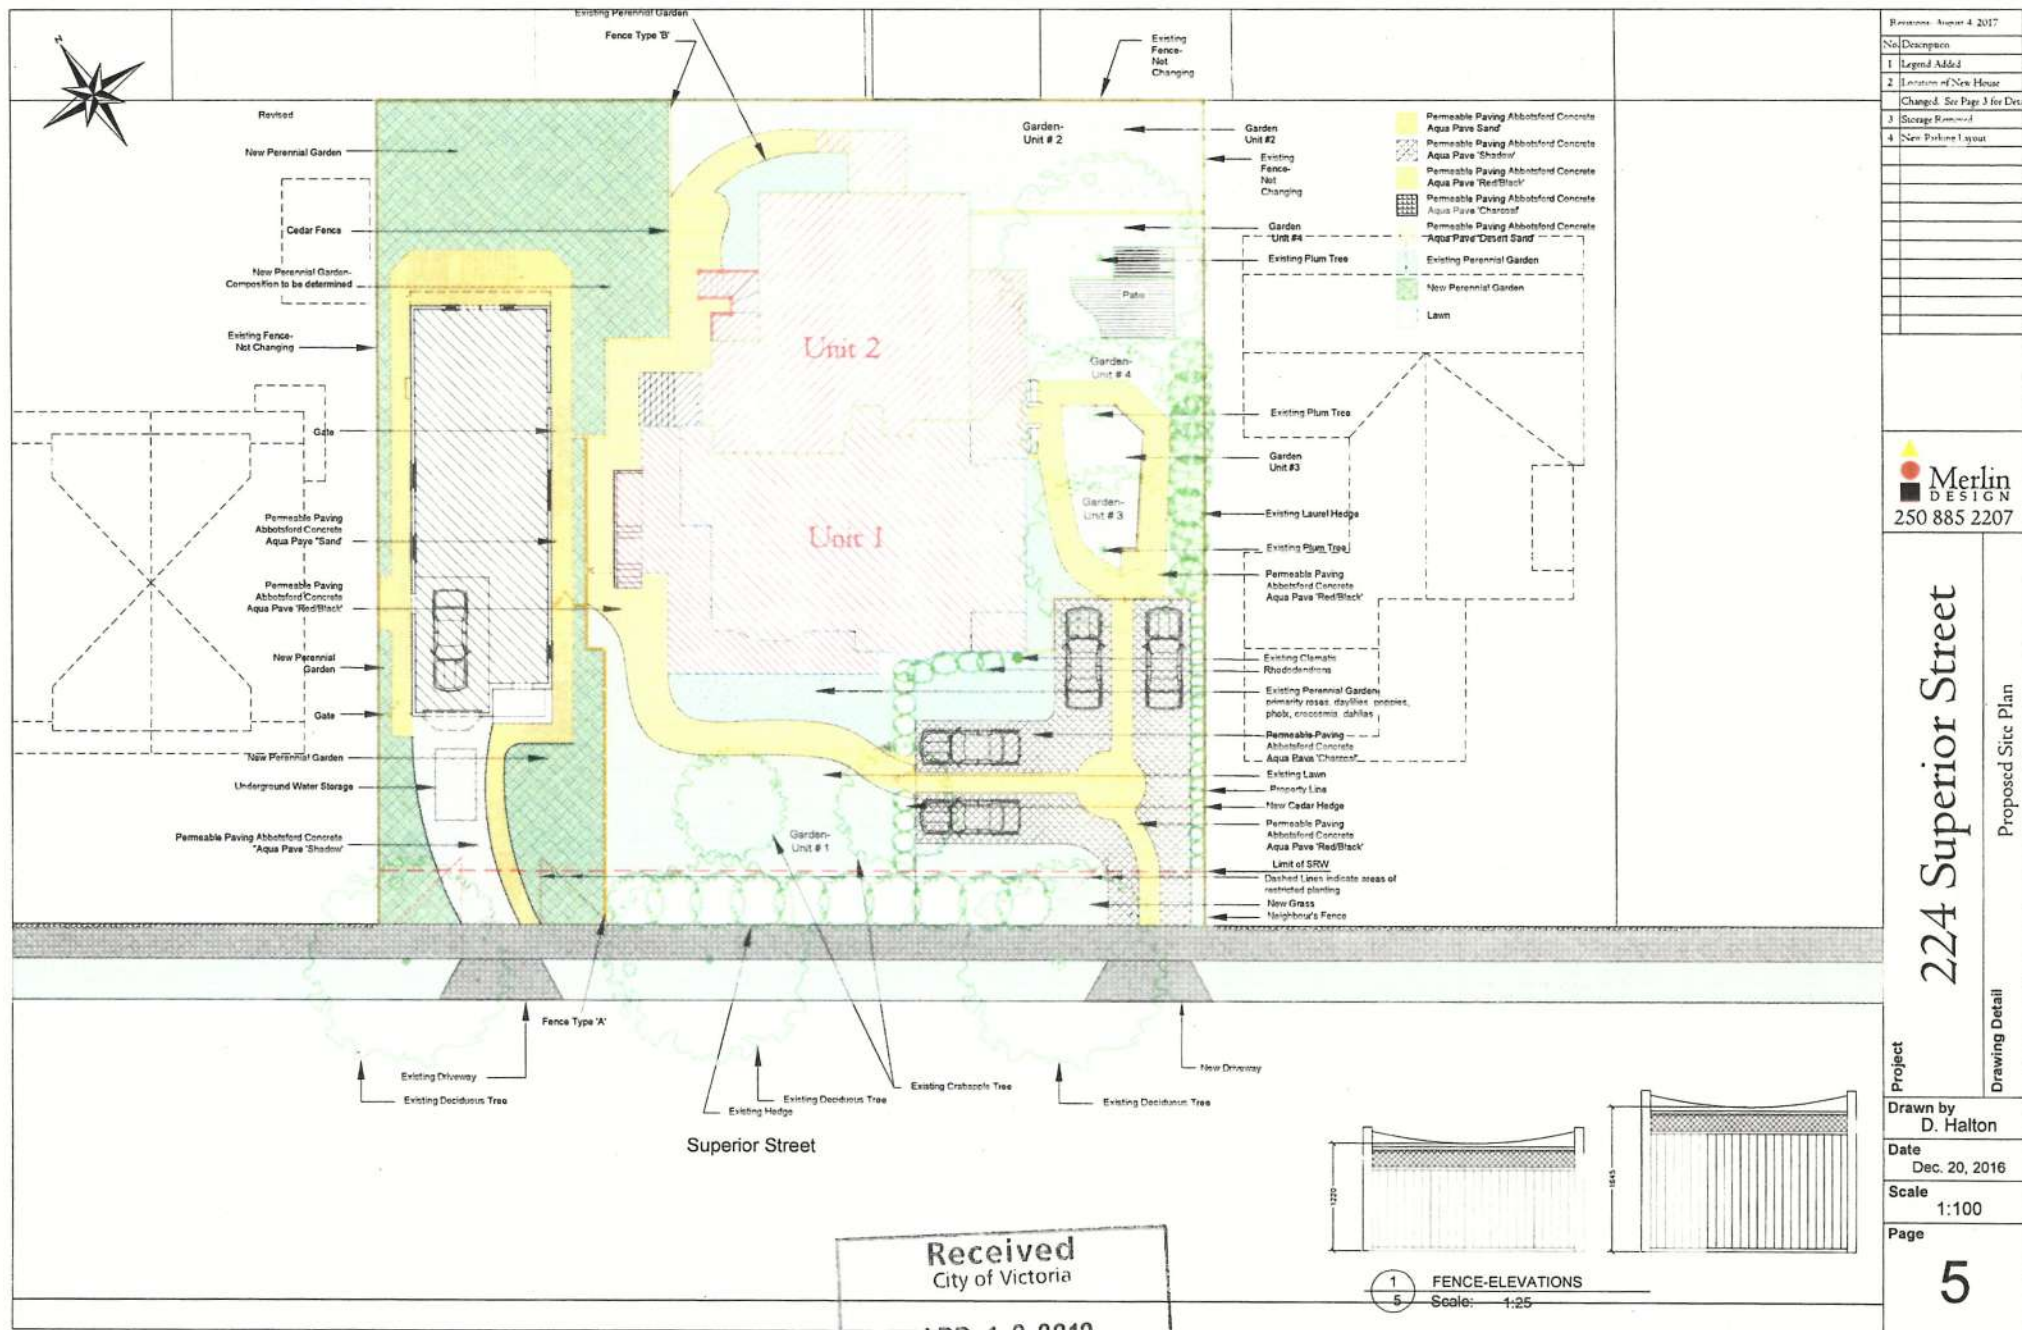 N
Existing Perennial Garden
Fence Type 'B'
Existing
Fence-
Not
Changing
Revised
New Perennial Garden
Cedar Fence
New Perennial Garden-
Composition to be determined
Existing Fence-
Not Changing
Gate
Permeable Paving
Abbotsford Concrete
Aqua Pave "Sand'
Permeable Paving
Abbotsford Concrete
Aqua Pave 'Red/Black'
New Perennial
Garden
Gate
New Perennial Garden
Underground Water Storage
Permeable Paving Abbotsford Concrete
"Aqua Pave 'Shadow'
Unit 2
Unit 1
Garden-
Unit # 2
Patio
Garden-
Unit # 4
Garden-
Unit # 3
Garden-
Unit # 1
Garden
Unit #2
Existing
Fence-
Not
Changing
Garden
Unit #4
Existing Plum Tree
Existing Plum Tree
Garden
Unit #3
Existing Laurel Hedge
Existing Plum Tree
Permeable Paving
Abbotsford Concrete
Aqua Pave 'Red/Black'
Existing Clematis
Rhododendrons
Existing Perennial Garden
primarily roses, daylilies, poppies,
pholx, crocosmia, dahlias
Permeable Paving
Abbotsford Concrete
Aqua Pava 'Charcoal'
Existing Lawn
Property Line
New Cedar Hedge
Permeable Paving
Abbotsford Concrete
Aqua Pave 'Red/Black'
Limit of SRW
Dashed Lines indicate areas of
restricted planting
New Grass
Neighbour's Fence
Permeable Paving Abbotsford Concrete
Aqua Pave Sand'
Permeable Paving Abbotsford Concrete
Aqua Pave 'Shadow'
Permeable Paving Abbotsford Concrete
Aqua Pave 'Red/Black'
Permeable Paving Abbotsford Concrete
Aqua Pave 'Charcoal'
Permeable Paving Abbotsford Concrete
Aqua Pave 'Desert Sand'
Existing Perennial Garden
New Perennial Garden
Lawn
Fence Type 'A'
Existing Driveway
Existing Deciduous Tree
Existing Hedge
Existing Deciduous Tree
Existing Crabapple Tree
Existing Deciduous Tree
New Driveway
Superior Street
1220
1645
1
5
FENCE-ELEVATIONS
Scale: 1:25
Received
City of Victoria
Revisions- August 4, 2017
No. Description
1 Legend Added
2 Location of New House
Changed. See Page 3 for Det
3 Storage Removed
4 New Parking Layout
Merlin
DESIGN
250 885 2207
224 Superior Street
Proposed Site Plan
Project
Drawing Detail
Drawn by
D. Halton
Date
Dec. 20, 2016
Scale
1:100
Page
5